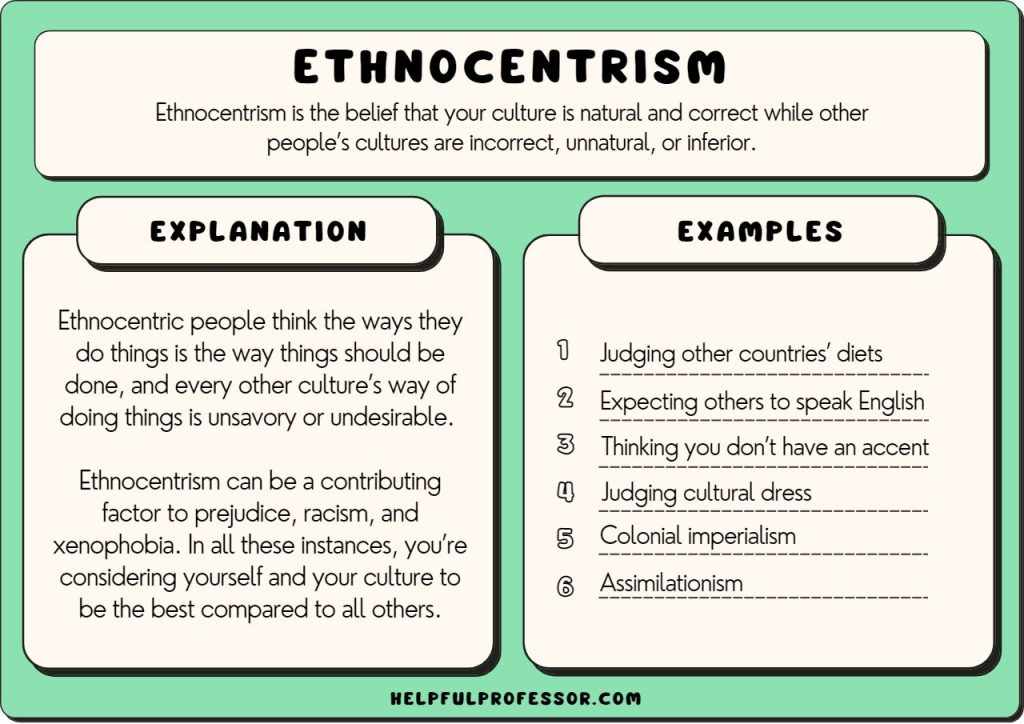 ETHNOCENTRISM
Ethnocentrism is the belief that your culture is natural and correct while other
people's cultures are incorrect, unnatural, or inferior.
EXPLANATION
Ethnocentric people think the ways they
do things is the way things should be
done, and every other culture's way of
doing things is unsavory or undesirable.
Ethnocentrism can be a contributing
factor to prejudice, racism, and
xenophobia. In all these instances, you're
considering yourself and your culture to
be the best compared to all others.
EXAMPLES
1 Judging other countries' diets
2 Expecting others to speak English
3 Thinking you don't have an accent
4 Judging cultural dress
5 Colonial imperialism
6 Assimilationism
HELPFULPROFESSOR.COM